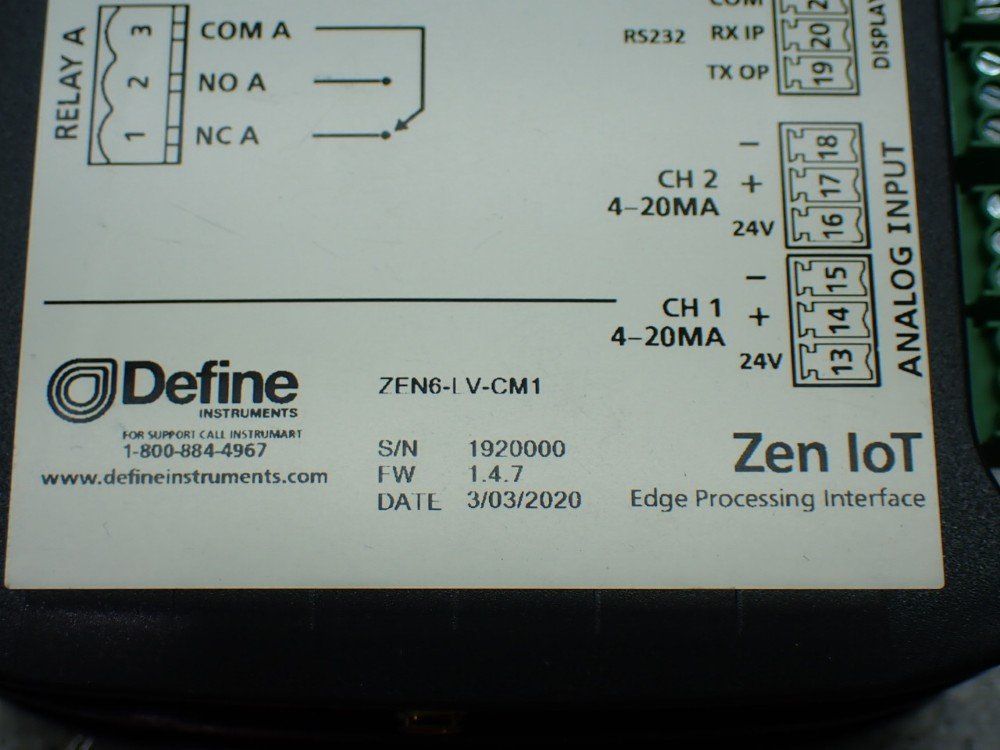 RELAY A
3 COM A
2 NO A
1 NC A
COM
RS232 RX IP 20
TX OP 19
DISPLAY
- 18
CH 2 + 17
4-20MA
24V 16
ANALOG INPUT
- 15
CH 1 + 14
4-20MA
24V 13
Define
INSTRUMENTS
FOR SUPPORT CALL INSTRUMART
1-800-884-4967
www.defineinstruments.com
ZEN6-LV-CM1
S/N 1920000
FW 1.4.7
DATE 3/03/2020
Zen IoT
Edge Processing Interface